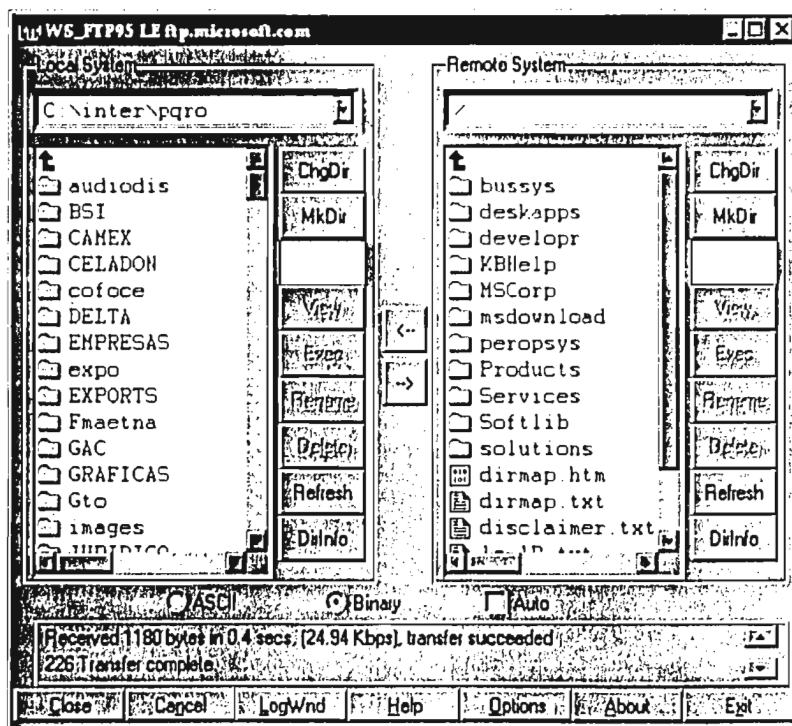 WS_FTP95 LE ftp.microsoft.com
Local System
C:\inter\pqro
audiodis
BSI
CAMEX
CELADON
cofoce
DELTA
EMPRESAS
expo
EXPORTS
Fmaetna
GAC
GRAFICAS
Gto
images
JURIDICO
ChgDir
MkDir
View
Exec
Rename
Delete
Refresh
DirInfo
<--
-->
Remote System
/
bussys
deskapps
developr
KBHelp
MSCorp
msdownload
peropsys
Products
Services
Softlib
solutions
dirmap.htm
dirmap.txt
disclaimer.txt
ChgDir
MkDir
View
Exec
Rename
Delete
Refresh
DirInfo
ASCII
Binary
Auto
Received 1180 bytes in 0.4 secs, (24.94 Kbps), transfer succeeded
226 Transfer complete.
Close
Cancel
LogWnd
Help
Options
About
Exit